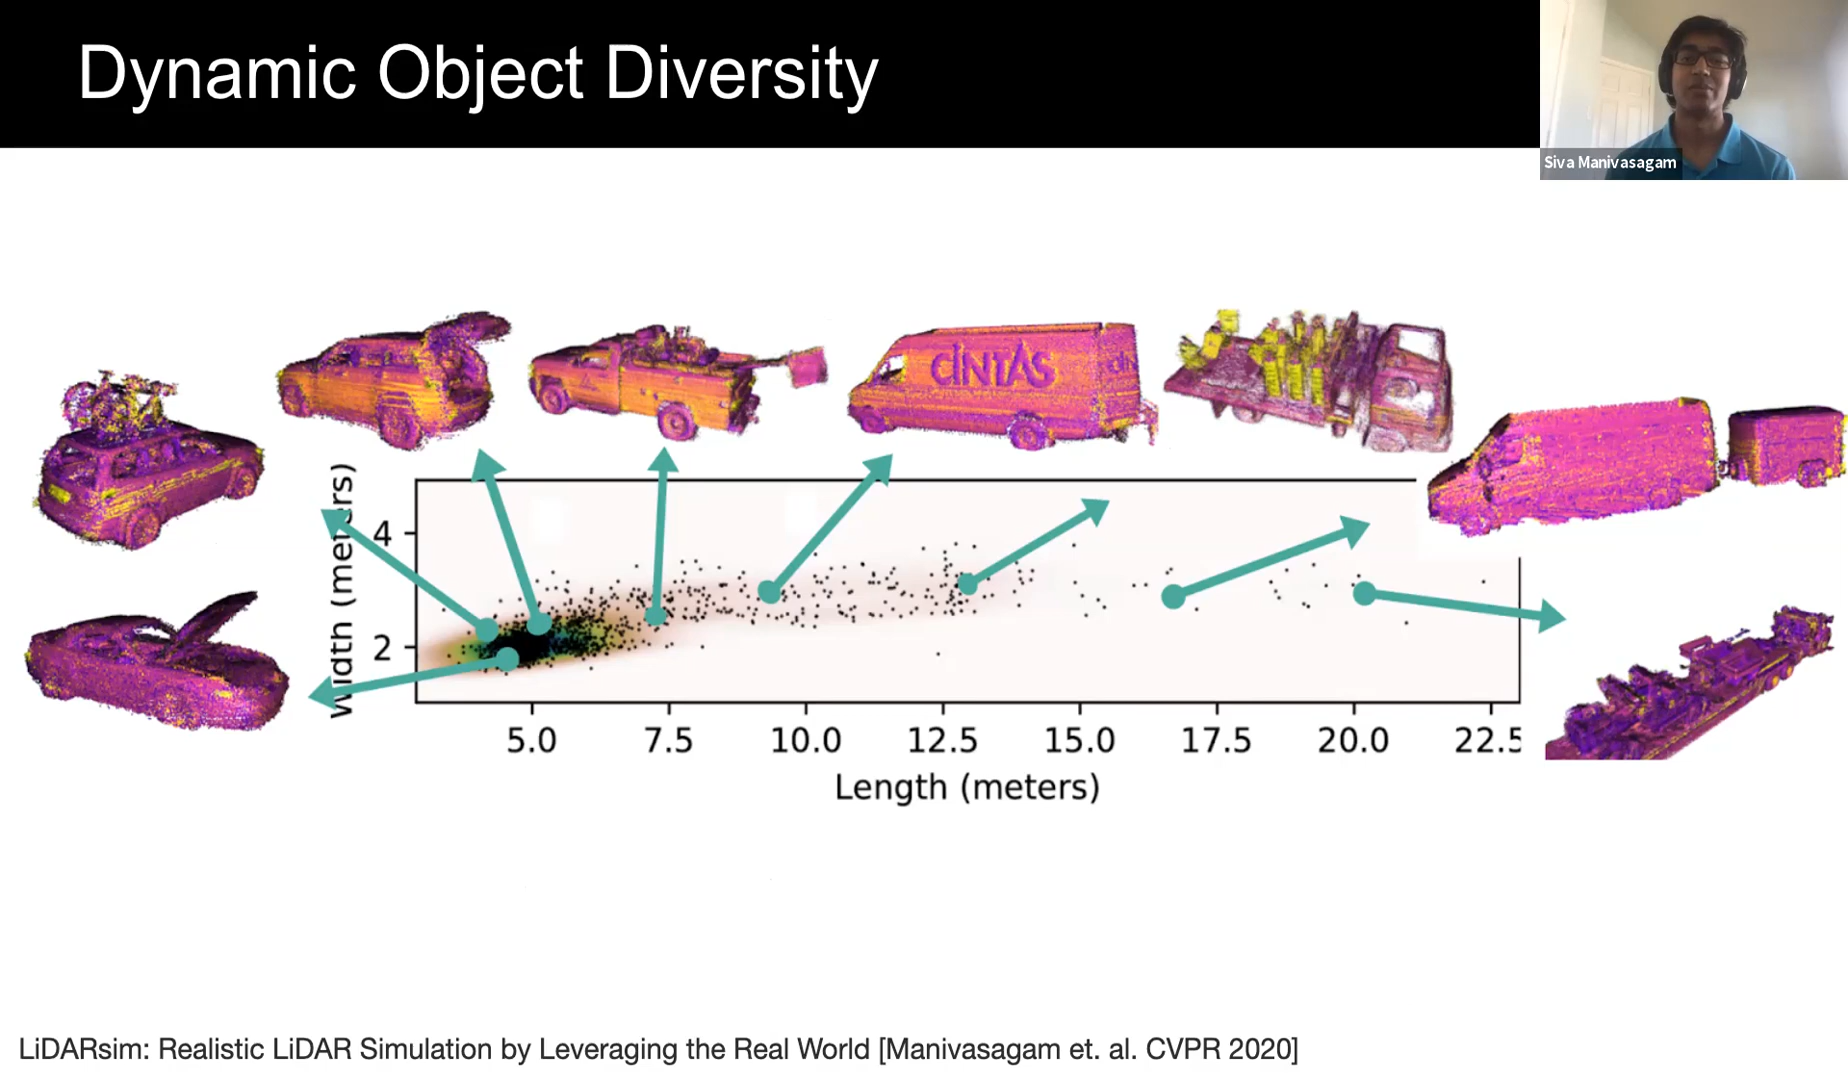 Dynamic Object Diversity
Siva Manivasagam
CINTAS
Width (meters)
4
2
5.0 7.5 10.0 12.5 15.0 17.5 20.0 22.5
Length (meters)
LiDARsim: Realistic LiDAR Simulation by Leveraging the Real World [Manivasagam et. al. CVPR 2020]